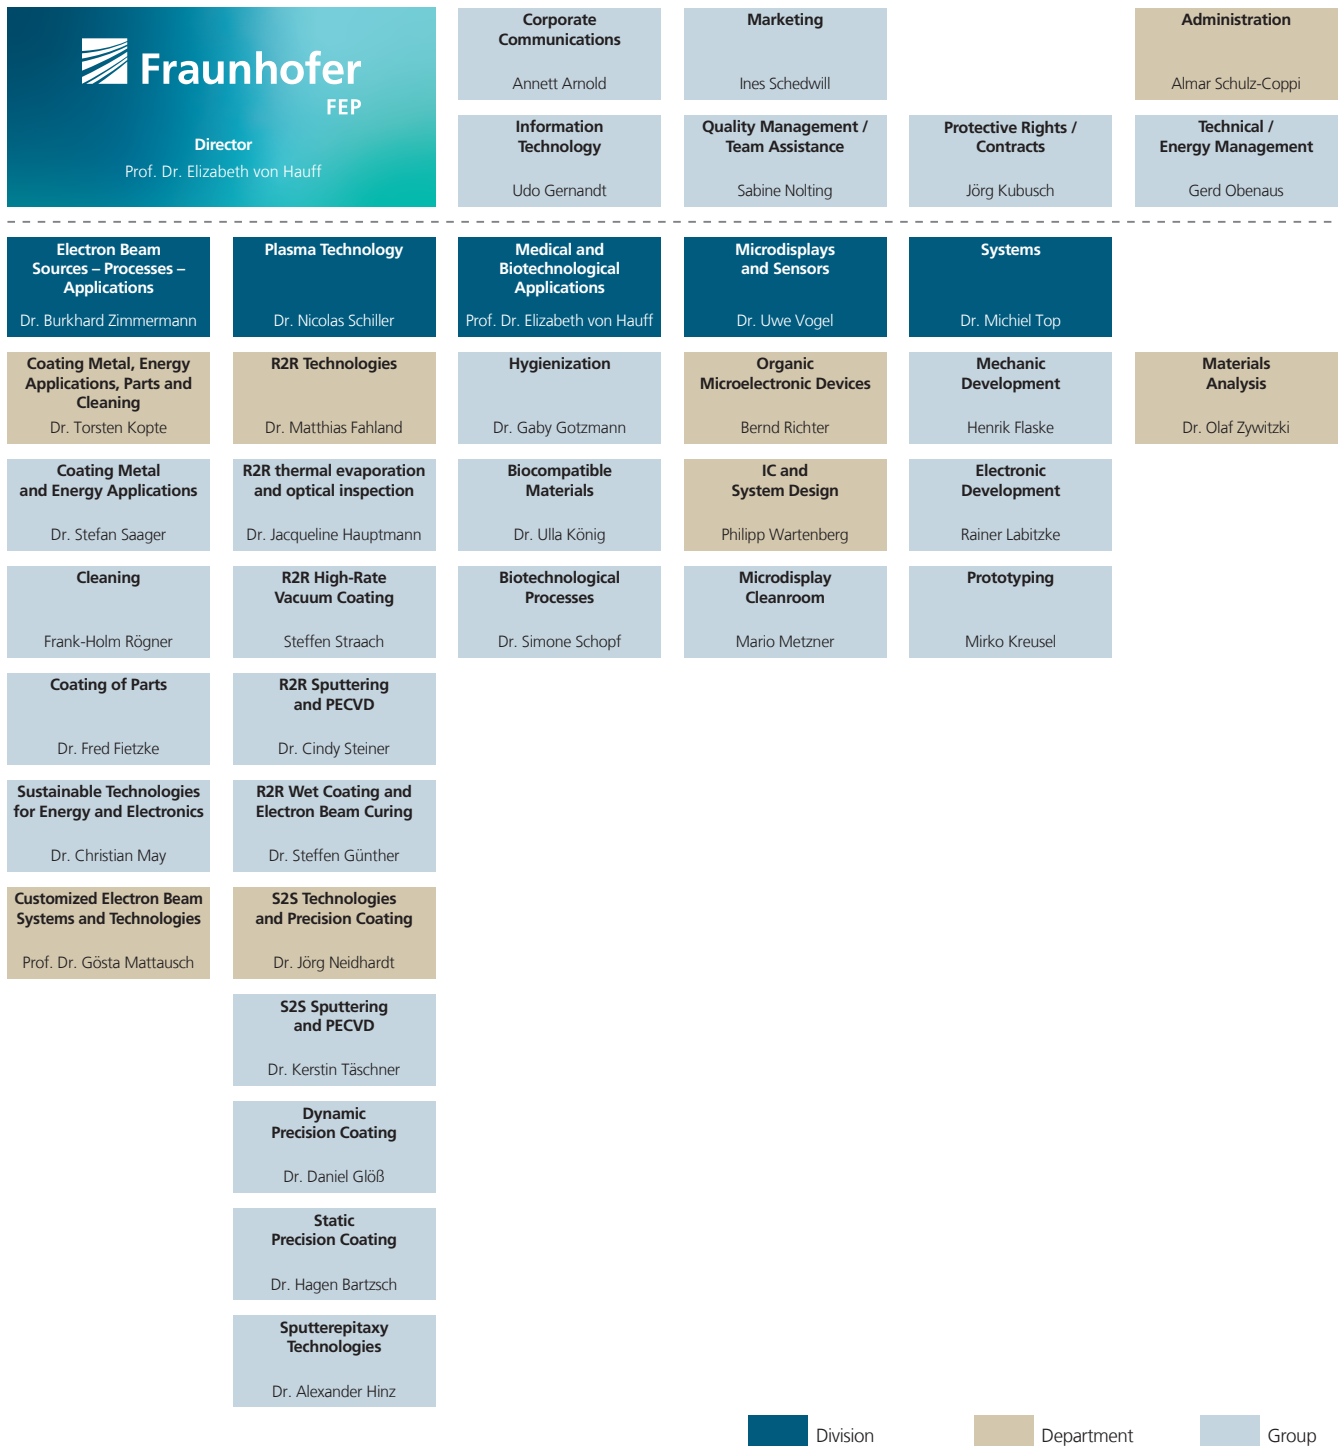 Fraunhofer
FEP
Director
Prof. Dr. Elizabeth von Hauff
Corporate
Communications
Annett Arnold
Marketing
Ines Schedwill
Administration
Almar Schulz-Coppi
Information
Technology
Udo Gernandt
Quality Management /
Team Assistance
Sabine Nolting
Protective Rights /
Contracts
Jörg Kubusch
Technical /
Energy Management
Gerd Obenaus
Electron Beam
Sources – Processes –
Applications
Dr. Burkhard Zimmermann
Plasma Technology
Dr. Nicolas Schiller
Medical and
Biotechnological
Applications
Prof. Dr. Elizabeth von Hauff
Microdisplays
and Sensors
Dr. Uwe Vogel
Systems
Dr. Michiel Top
Coating Metal, Energy
Applications, Parts and
Cleaning
Dr. Torsten Kopte
R2R Technologies
Dr. Matthias Fahland
Hygienization
Dr. Gaby Gotzmann
Organic
Microelectronic Devices
Bernd Richter
Mechanic
Development
Henrik Flaske
Materials
Analysis
Dr. Olaf Zywitzki
Coating Metal
and Energy Applications
Dr. Stefan Saager
R2R thermal evaporation
and optical inspection
Dr. Jacqueline Hauptmann
Biocompatible
Materials
Dr. Ulla König
IC and
System Design
Philipp Wartenberg
Electronic
Development
Rainer Labitzke
Cleaning
Frank-Holm Rögner
R2R High-Rate
Vacuum Coating
Steffen Straach
Biotechnological
Processes
Dr. Simone Schopf
Microdisplay
Cleanroom
Mario Metzner
Prototyping
Mirko Kreusel
Coating of Parts
Dr. Fred Fietzke
R2R Sputtering
and PECVD
Dr. Cindy Steiner
Sustainable Technologies
for Energy and Electronics
Dr. Christian May
R2R Wet Coating and
Electron Beam Curing
Dr. Steffen Günther
Customized Electron Beam
Systems and Technologies
Prof. Dr. Gösta Mattausch
S2S Technologies
and Precision Coating
Dr. Jörg Neidhardt
S2S Sputtering
and PECVD
Dr. Kerstin Täschner
Dynamic
Precision Coating
Dr. Daniel Glöß
Static
Precision Coating
Dr. Hagen Bartzsch
Sputterepitaxy
Technologies
Dr. Alexander Hinz
Division
Department
Group